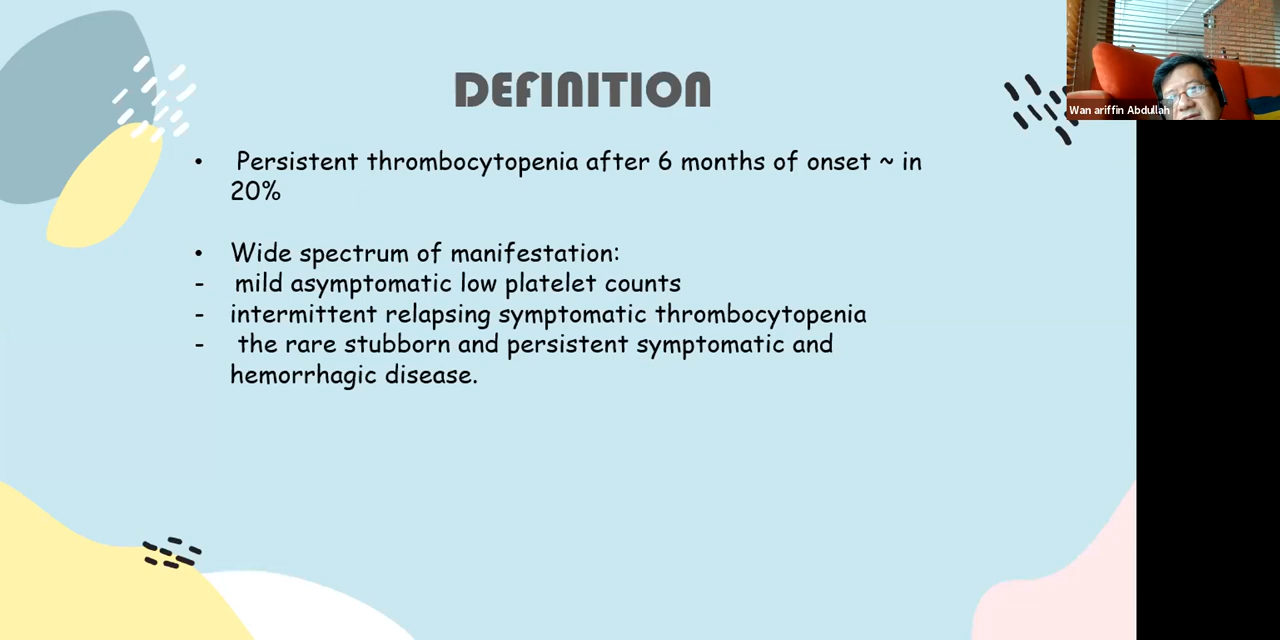 DEFINITION
Wan ariffin Abdullah
• Persistent thrombocytopenia after 6 months of onset ~ in
20%
• Wide spectrum of manifestation:
- mild asymptomatic low platelet counts
- intermittent relapsing symptomatic thrombocytopenia
- the rare stubborn and persistent symptomatic and
hemorrhagic disease.